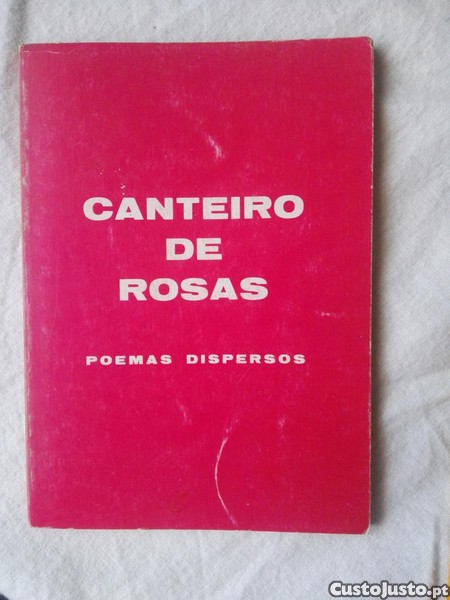 CANTEIRO
DE
ROSAS
POEMAS DISPERSOS
CustoJusto.pt